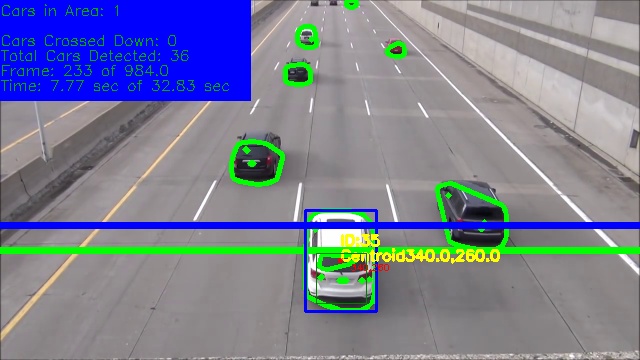 Cars in Area: 1
Cars Crossed Down: 0
Total Cars Detected: 36
Frame: 233 of 984.0
Time: 7.77 sec of 32.83 sec
ID:35
Centroid340.0,260.0